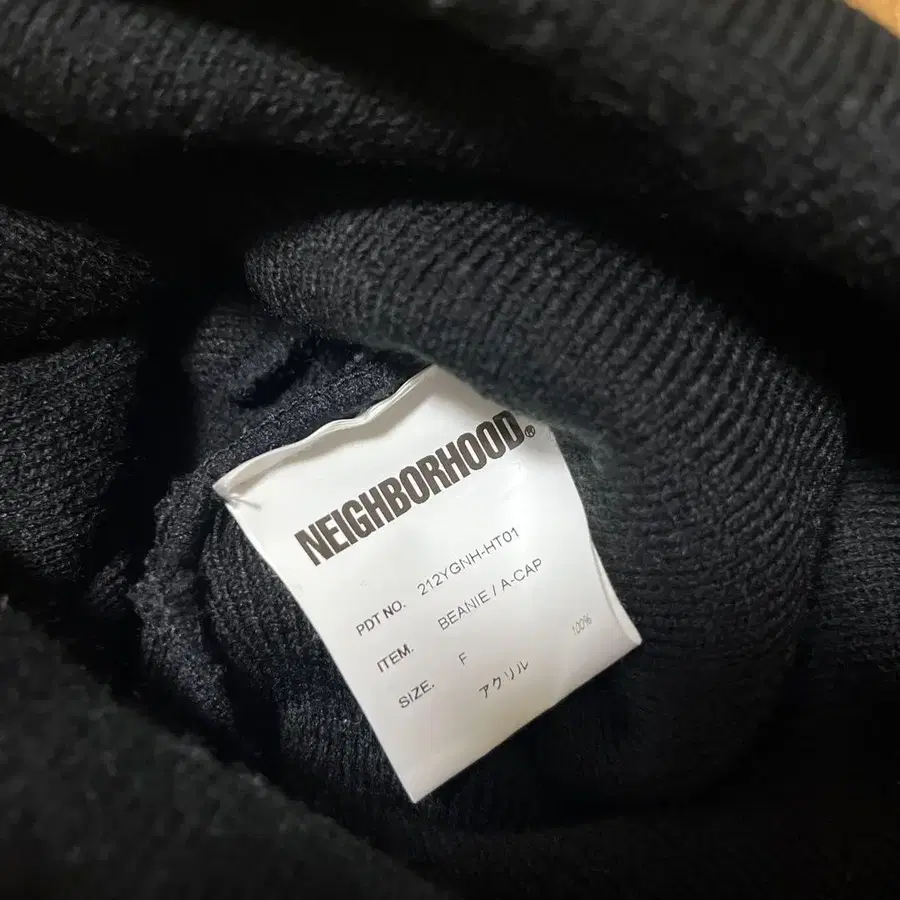 NEIGHBORHOOD®
PDT NO. 212YGNH-HT01
ITEM. BEANIE / A-CAP
SIZE. F
アクリル 100%